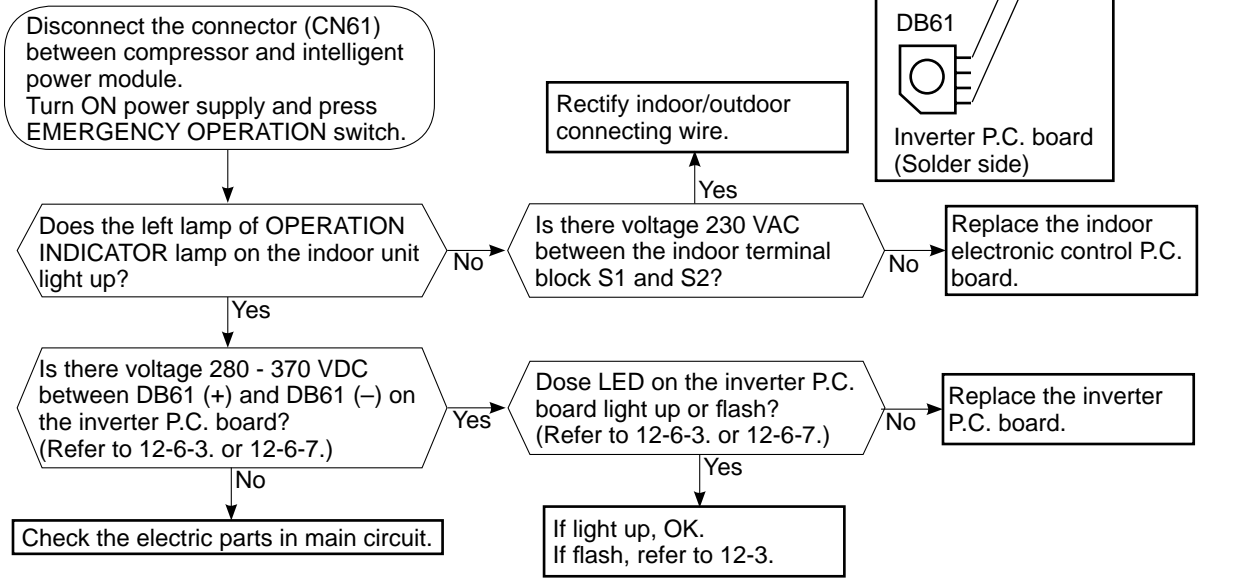 Disconnect the connector (CN61)
between compressor and intelligent
power module.
Turn ON power supply and press
EMERGENCY OPERATION switch.
DB61
Inverter P.C. board
(Solder side)
Rectify indoor/outdoor
connecting wire.
Yes
Does the left lamp of OPERATION
INDICATOR lamp on the indoor unit
light up?
No
Is there voltage 230 VAC
between the indoor terminal
block S1 and S2?
No
Replace the indoor
electronic control P.C.
board.
Yes
Is there voltage 280 - 370 VDC
between DB61 (+) and DB61 (–) on
the inverter P.C. board?
(Refer to 12-6-3. or 12-6-7.)
Yes
Dose LED on the inverter P.C.
board light up or flash?
(Refer to 12-6-3. or 12-6-7.)
No
Replace the inverter
P.C. board.
No
Yes
Check the electric parts in main circuit.
If light up, OK.
If flash, refer to 12-3.